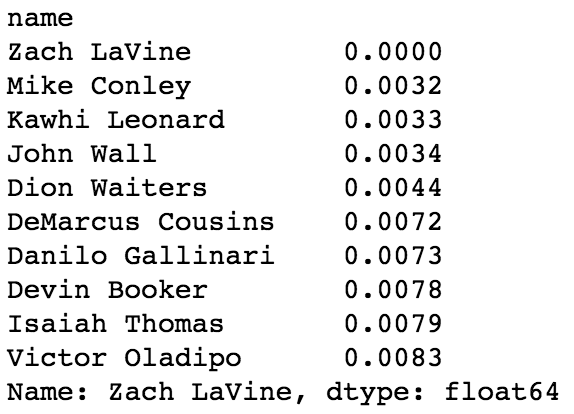 name
Zach LaVine 0.0000
Mike Conley 0.0032
Kawhi Leonard 0.0033
John Wall 0.0034
Dion Waiters 0.0044
DeMarcus Cousins 0.0072
Danilo Gallinari 0.0073
Devin Booker 0.0078
Isaiah Thomas 0.0079
Victor Oladipo 0.0083
Name: Zach LaVine, dtype: float64